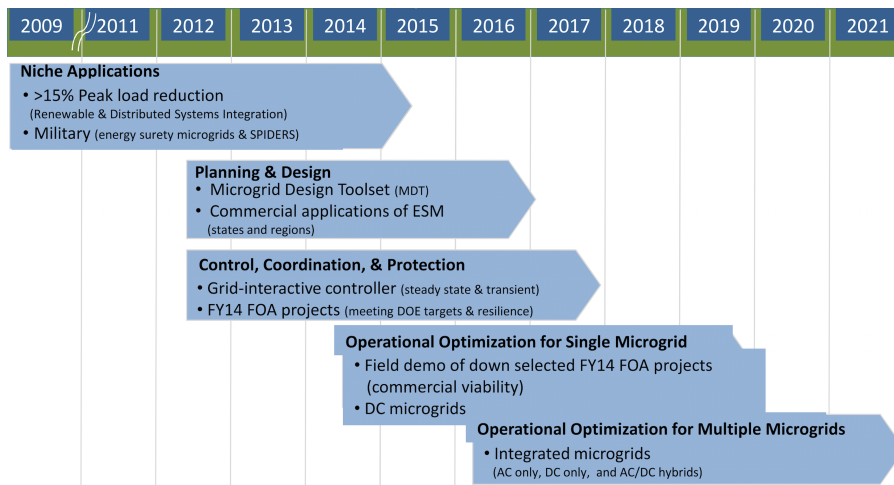 2009 2011 2012 2013 2014 2015 2016 2017 2018 2019 2020 2021
Niche Applications
• >15% Peak load reduction
(Renewable & Distributed Systems Integration)
• Military (energy surety microgrids & SPIDERS)
Planning & Design
• Microgrid Design Toolset (MDT)
• Commercial applications of ESM
(states and regions)
Control, Coordination, & Protection
• Grid-interactive controller (steady state & transient)
• FY14 FOA projects (meeting DOE targets & resilience)
Operational Optimization for Single Microgrid
• Field demo of down selected FY14 FOA projects
(commercial viability)
• DC microgrids
Operational Optimization for Multiple Microgrids
• Integrated microgrids
(AC only, DC only, and AC/DC hybrids)